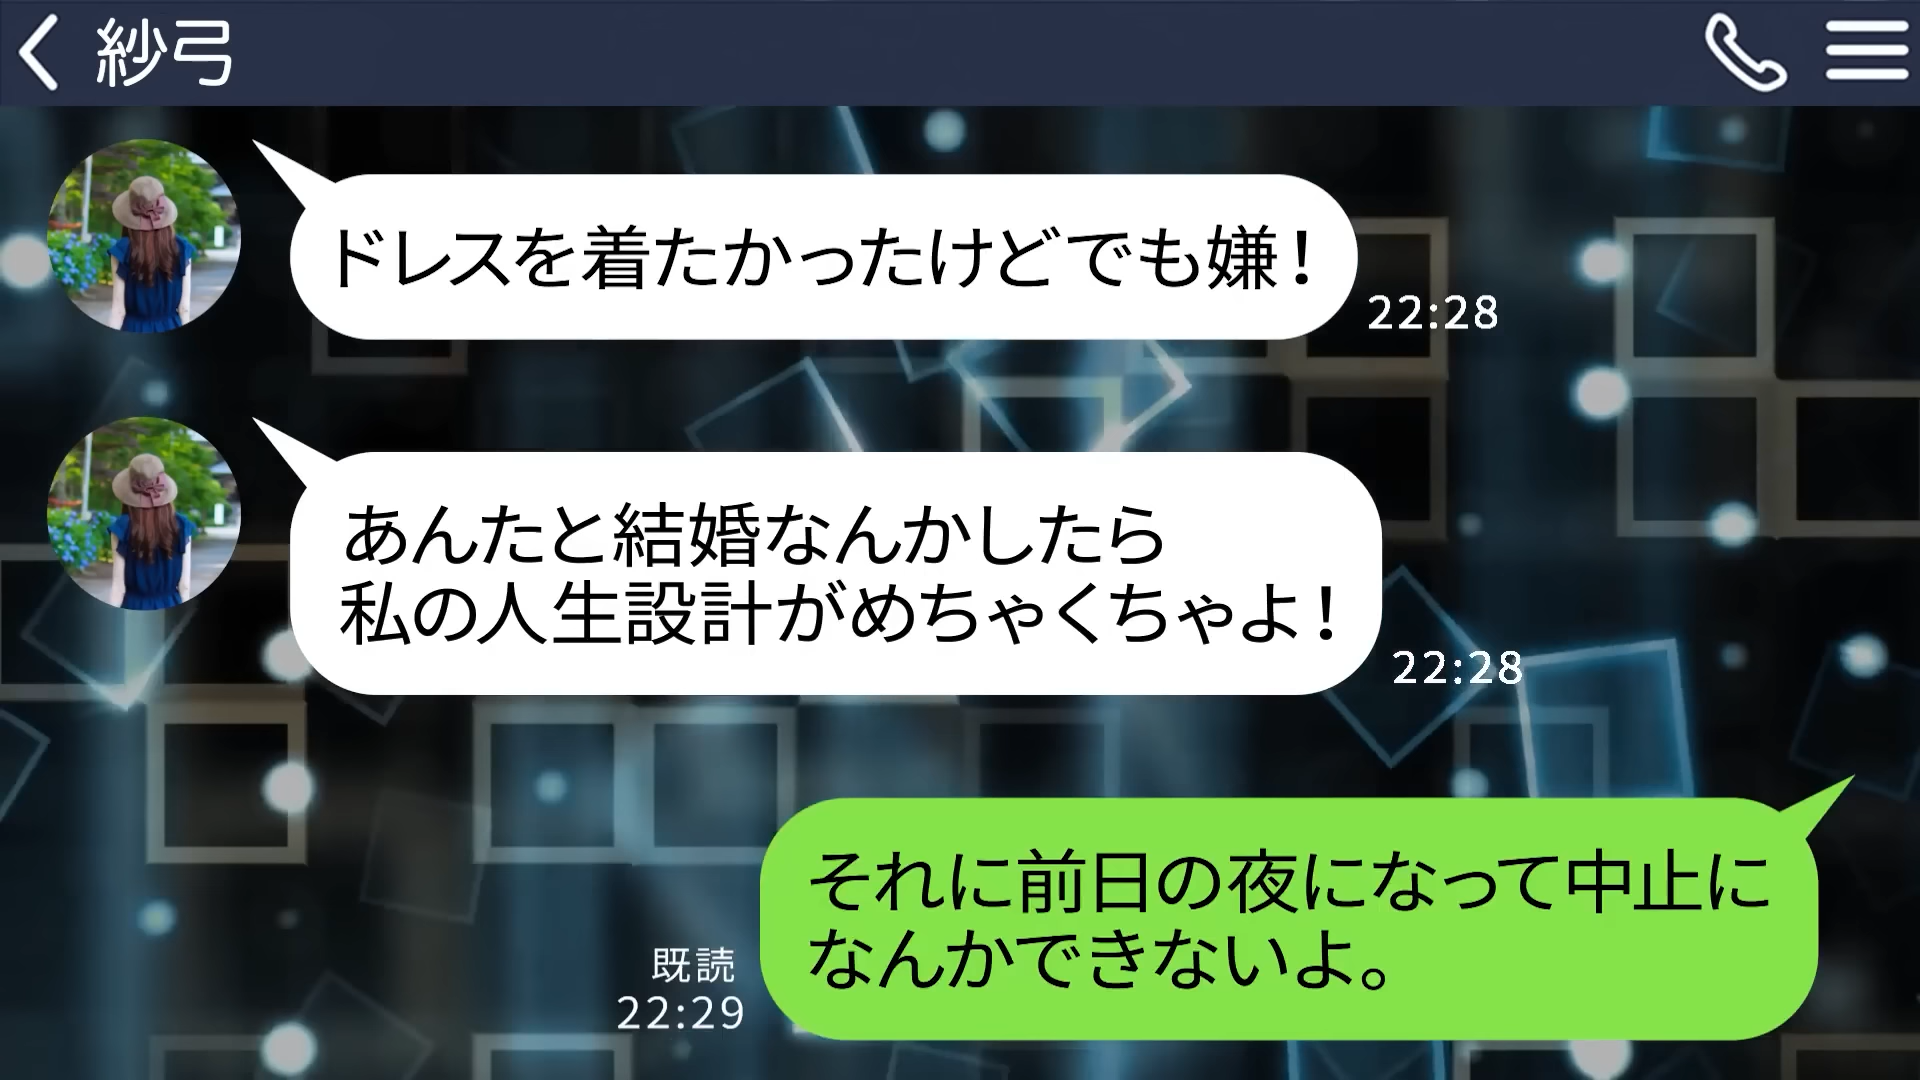 紗弓
ドレスを着たかったけどでも嫌！
22:28
あんたと結婚なんかしたら
私の人生設計がめちゃくちゃよ！
22:28
それに前日の夜になって中止に
なんかできないよ。
既読
22:29